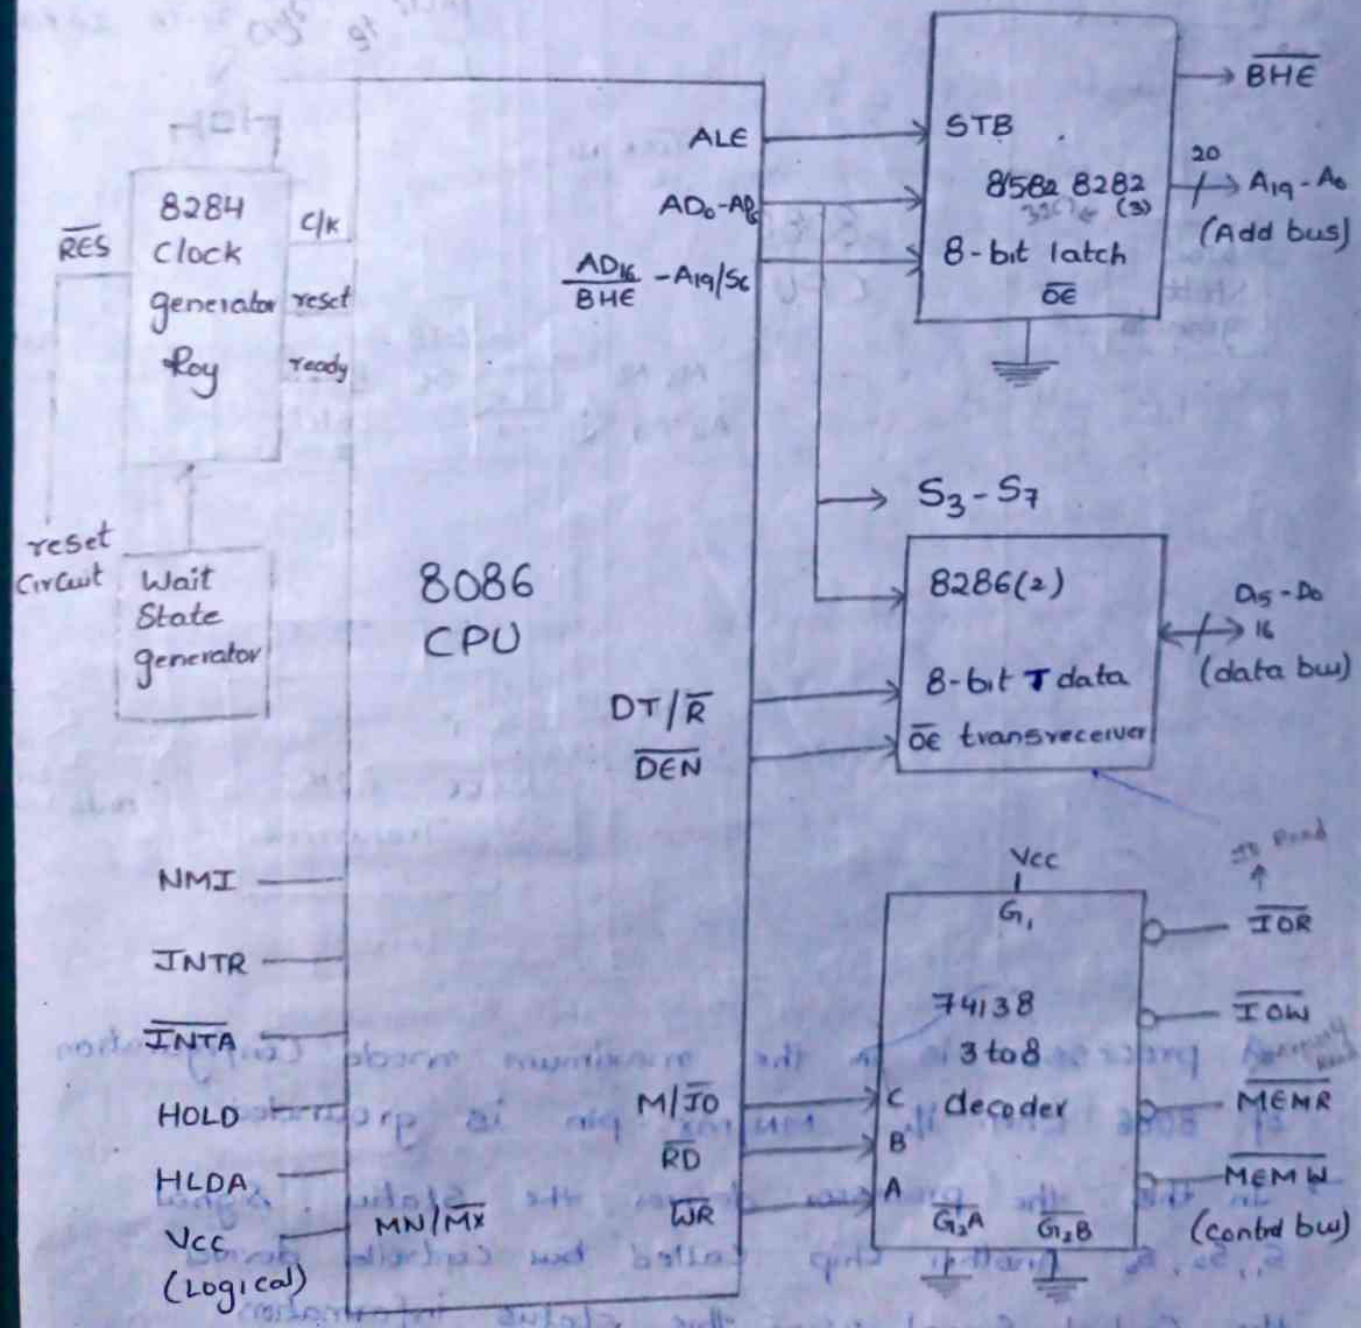 BHE
ALE
STB
20
8284
Clock
generator
Rdy
C/K
RES
AD0-AD15
8282
(3)
A19-A0
(Add bus)
AD16
BHE
-A19/S6
8-bit latch
OE
reset
ready
S3-S7
reset
Circuit
Wait
State
generator
8086
CPU
8286(2)
D15-D0
16
(data bus)
8-bit T data
OE transreceiver
DT/R
DEN
NMI
Vcc
G1
IOR
INTR
74138
3 to 8
decoder
IOW
INTA
HOLD
M/IO
C
MEMR
RD
B
HLDA
WR
A
MEMW
Vcc
(Logical)
MN/MX
G2A
G2B
(control bus)